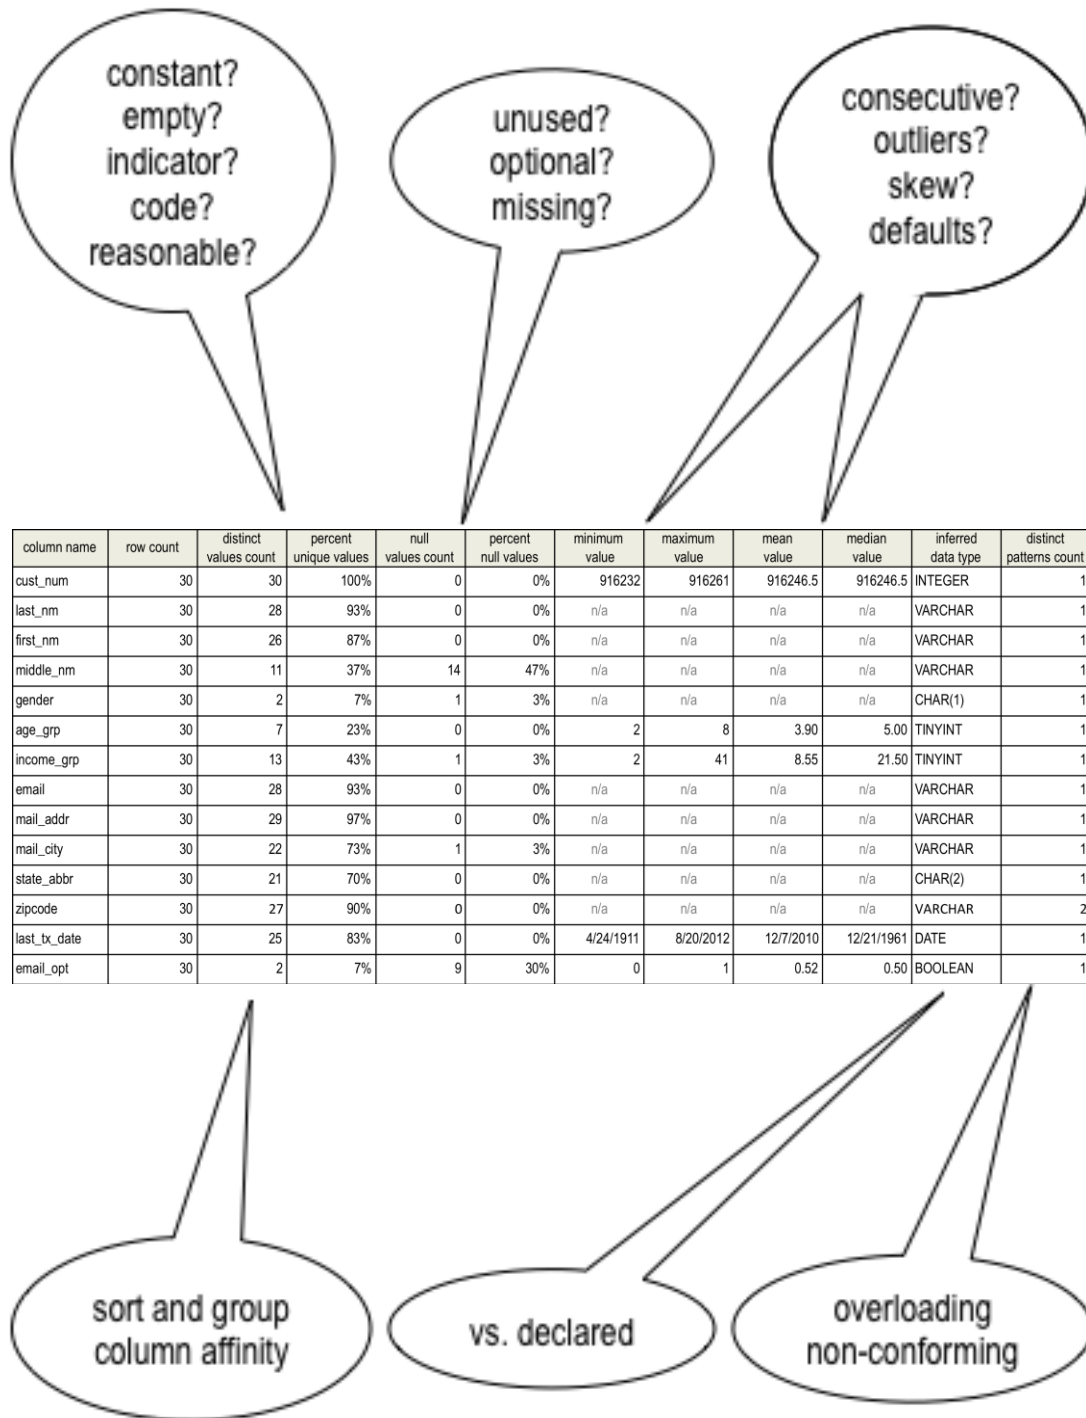 constant?
empty?
indicator?
code?
reasonable?
unused?
optional?
missing?
consecutive?
outliers?
skew?
defaults?
column name row count distinct values count percent unique values null values count percent null values minimum value maximum value mean value median value inferred data type distinct patterns count
cust_num 30 30 100% 0 0% 916232 916261 916246.5 916246.5 INTEGER 1
last_nm 30 28 93% 0 0% n/a n/a n/a n/a VARCHAR 1
first_nm 30 26 87% 0 0% n/a n/a n/a n/a VARCHAR 1
middle_nm 30 11 37% 14 47% n/a n/a n/a n/a VARCHAR 1
gender 30 2 7% 1 3% n/a n/a n/a n/a CHAR(1) 1
age_grp 30 7 23% 0 0% 2 8 3.90 5.00 TINYINT 1
income_grp 30 13 43% 1 3% 2 41 8.55 21.50 TINYINT 1
email 30 28 93% 0 0% n/a n/a n/a n/a VARCHAR 1
mail_addr 30 29 97% 0 0% n/a n/a n/a n/a VARCHAR 1
mail_city 30 22 73% 1 3% n/a n/a n/a n/a VARCHAR 1
state_abbr 30 21 70% 0 0% n/a n/a n/a n/a CHAR(2) 1
zipcode 30 27 90% 0 0% n/a n/a n/a n/a VARCHAR 2
last_tx_date 30 25 83% 0 0% 4/24/1911 8/20/2012 12/7/2010 12/21/1961 DATE 1
email_opt 30 2 7% 9 30% 0 1 0.52 0.50 BOOLEAN 1
sort and group
column affinity
vs. declared
overloading
non-conforming